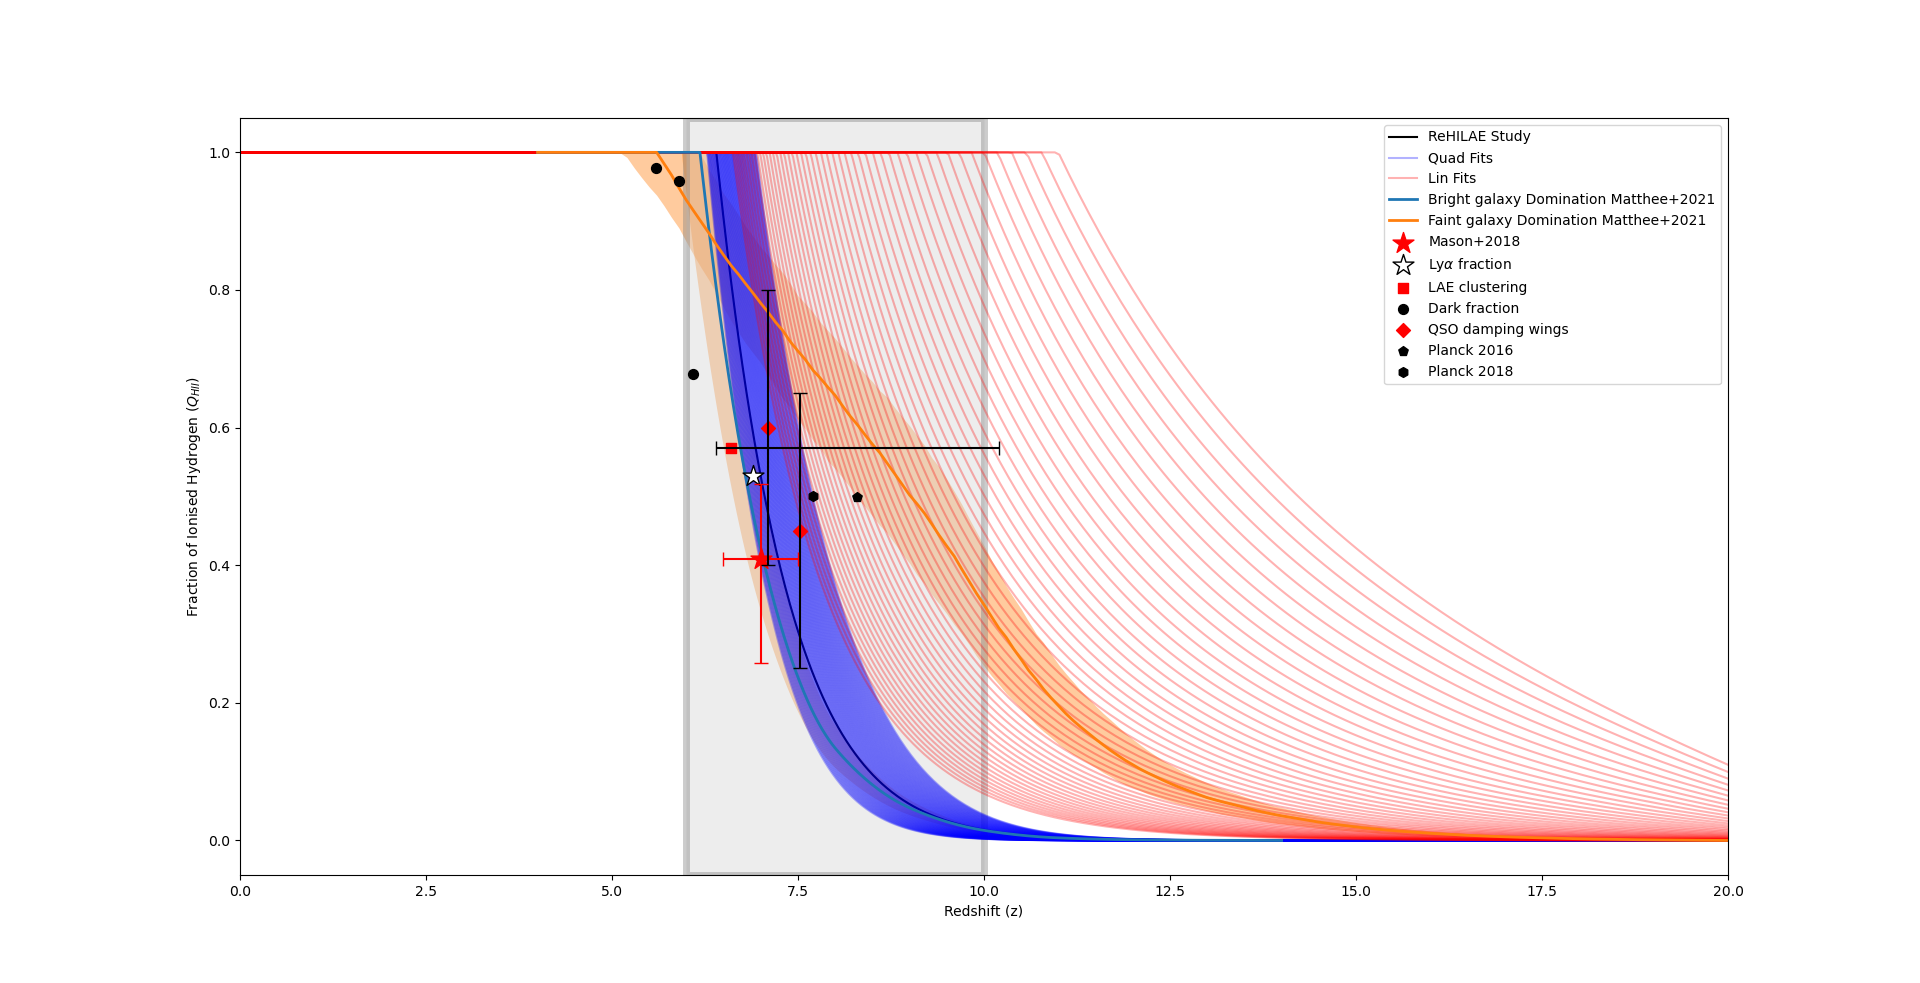 ReHILAE Study
Quad Fits
Lin Fits
Bright galaxy Domination Matthee+2021
Faint galaxy Domination Matthee+2021
Mason+2018
Lyα fraction
LAE clustering
Dark fraction
QSO damping wings
Planck 2016
Planck 2018
Fraction of Ionised Hydrogen (Q_{HII})
1.0
0.8
0.6
0.4
0.2
0.0
0.0 2.5 5.0 7.5 10.0 12.5 15.0 17.5 20.0
Redshift (z)